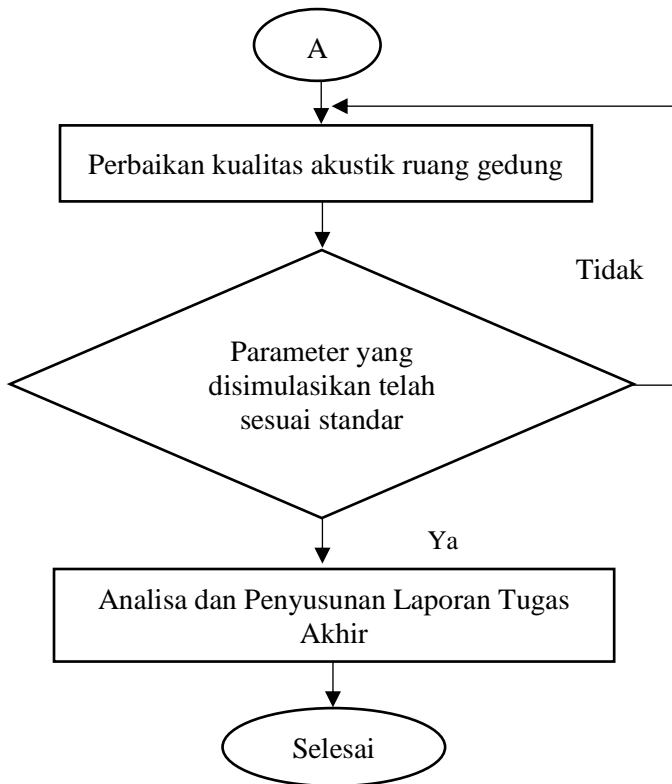 A
Perbaikan kualitas akustik ruang gedung
Tidak
Parameter yang
disimulasikan telah
sesuai standar
Ya
Analisa dan Penyusunan Laporan Tugas
Akhir
Selesai